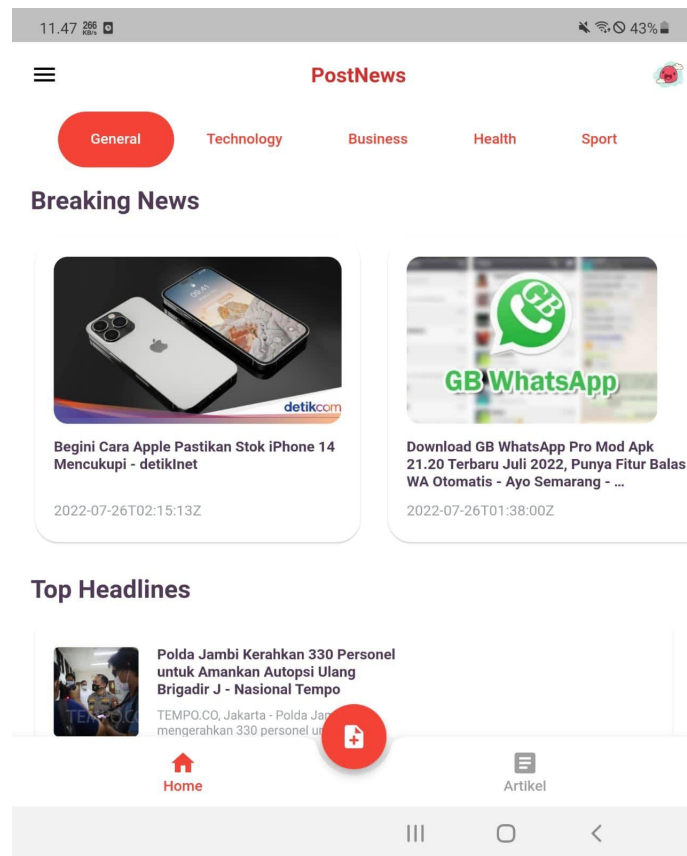 11.47 266 KB/s 43%
PostNews
General Technology Business Health Sport
Breaking News
detikcom
Begini Cara Apple Pastikan Stok iPhone 14
Mencukupi - detikInet
2022-07-26T02:15:13Z
GB
GB WhatsApp
Download GB WhatsApp Pro Mod Apk
21.20 Terbaru Juli 2022, Punya Fitur Balas
WA Otomatis - Ayo Semarang - ...
2022-07-26T01:38:00Z
Top Headlines
TEMPO.CO
Polda Jambi Kerahkan 330 Personel
untuk Amankan Autopsi Ulang
Brigadir J - Nasional Tempo
TEMPO.CO, Jakarta - Polda
mengerahkan 330 personel
Home
Artikel